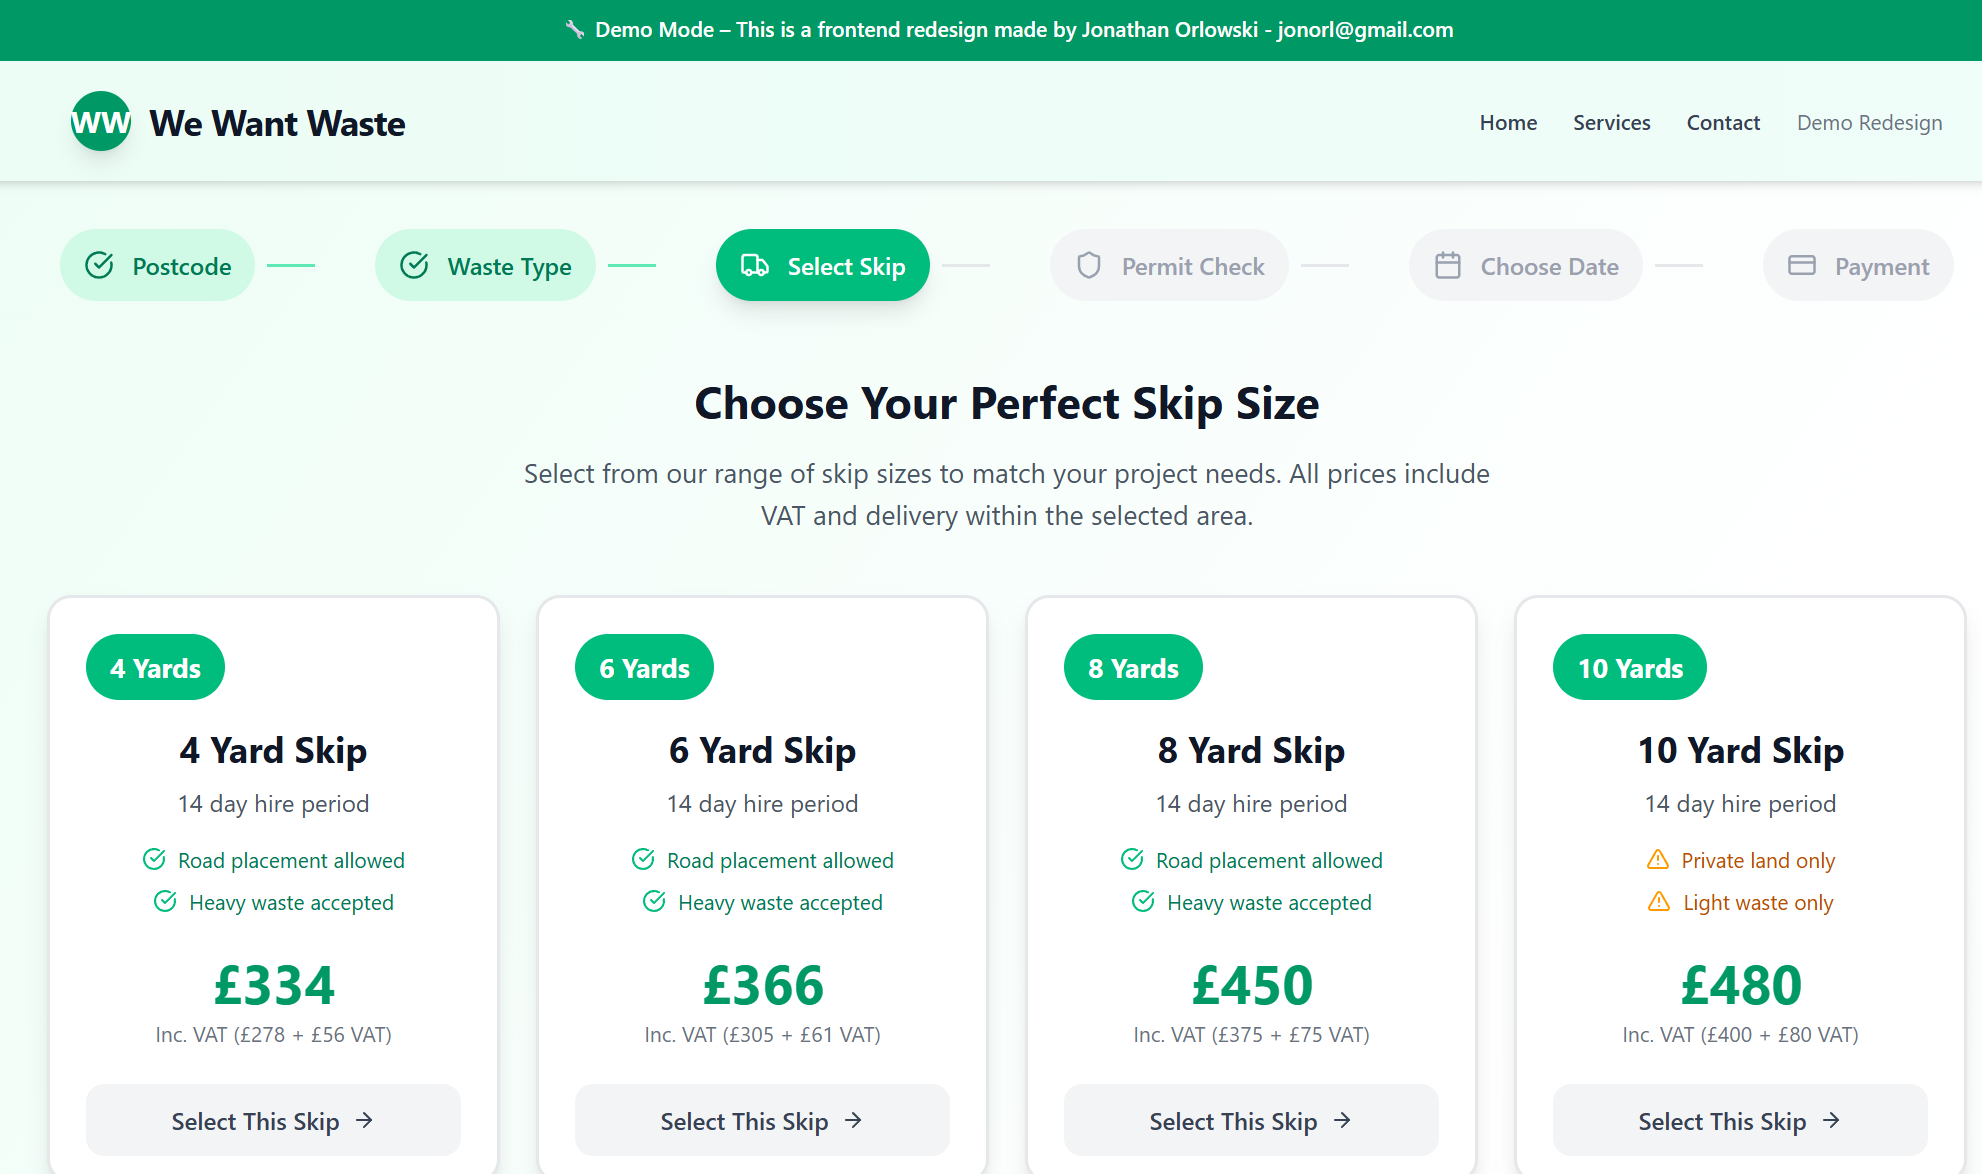 Demo Mode – This is a frontend redesign made by Jonathan Orlowski - jonorl@gmail.com
WW We Want Waste
Home Services Contact Demo Redesign
Postcode Waste Type Select Skip Permit Check Choose Date Payment
Choose Your Perfect Skip Size
Select from our range of skip sizes to match your project needs. All prices include
VAT and delivery within the selected area.
4 Yards
4 Yard Skip
14 day hire period
Road placement allowed
Heavy waste accepted
£334
Inc. VAT (£278 + £56 VAT)
Select This Skip
6 Yards
6 Yard Skip
14 day hire period
Road placement allowed
Heavy waste accepted
£366
Inc. VAT (£305 + £61 VAT)
Select This Skip
8 Yards
8 Yard Skip
14 day hire period
Road placement allowed
Heavy waste accepted
£450
Inc. VAT (£375 + £75 VAT)
Select This Skip
10 Yards
10 Yard Skip
14 day hire period
Private land only
Light waste only
£480
Inc. VAT (£400 + £80 VAT)
Select This Skip